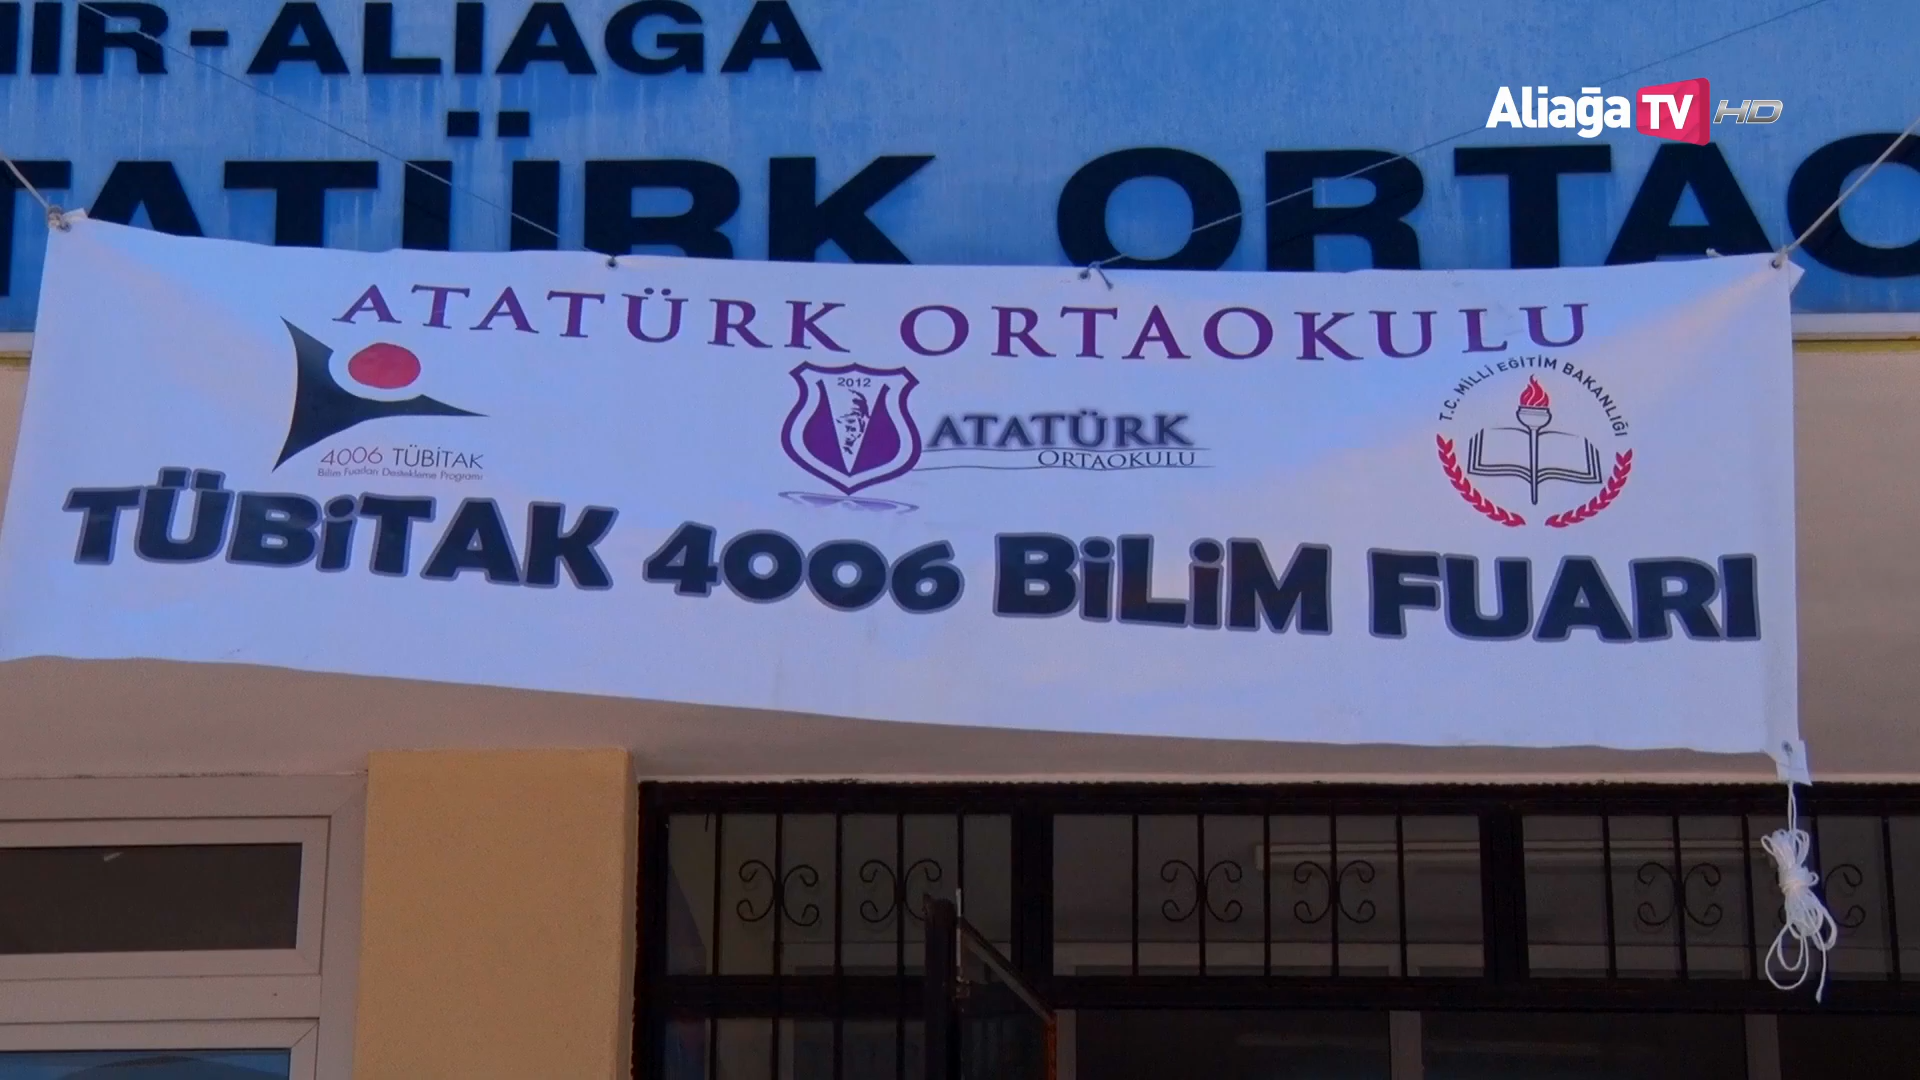 MİR-ALİAĞA
Aliağa TV HD
ATATÜRK ORTAO
ATATÜRK ORTAOKULU
2012
T.C. MİLLİ EĞİTİM BAKANLIĞI
ATATÜRK
ORTAOKULU
4006 TÜBİTAK
Bilim Fuarları Destekleme Programı
TÜBİTAK 4006 BİLİM FUARI